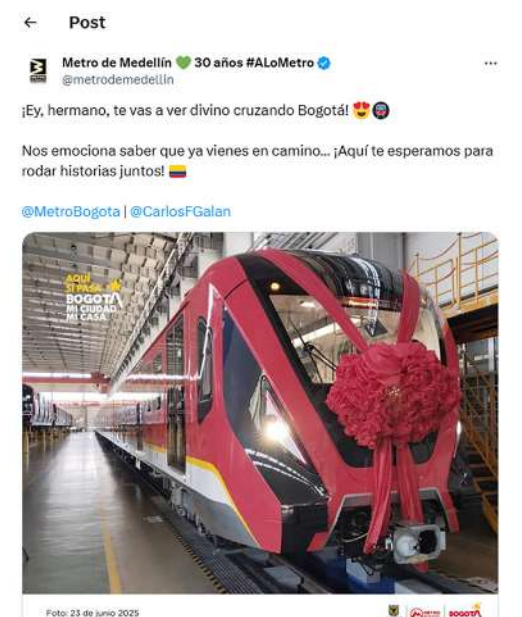 Post
Metro de Medellín 💚 30 años #ALoMetro
@metrodemedellin
¡Ey, hermano, te vas a ver divino cruzando Bogotá! 😍🚇
Nos emociona saber que ya vienes en camino... ¡Aquí te esperamos para
rodar historias juntos! 🇨🇴
@MetroBogota | @CarlosFGalan
AQUÍ
SÍ PASA
BOGOTÁ
MI CIUDAD
MI CASA
Foto: 23 de junio 2025
METRO
BOGOTÁ